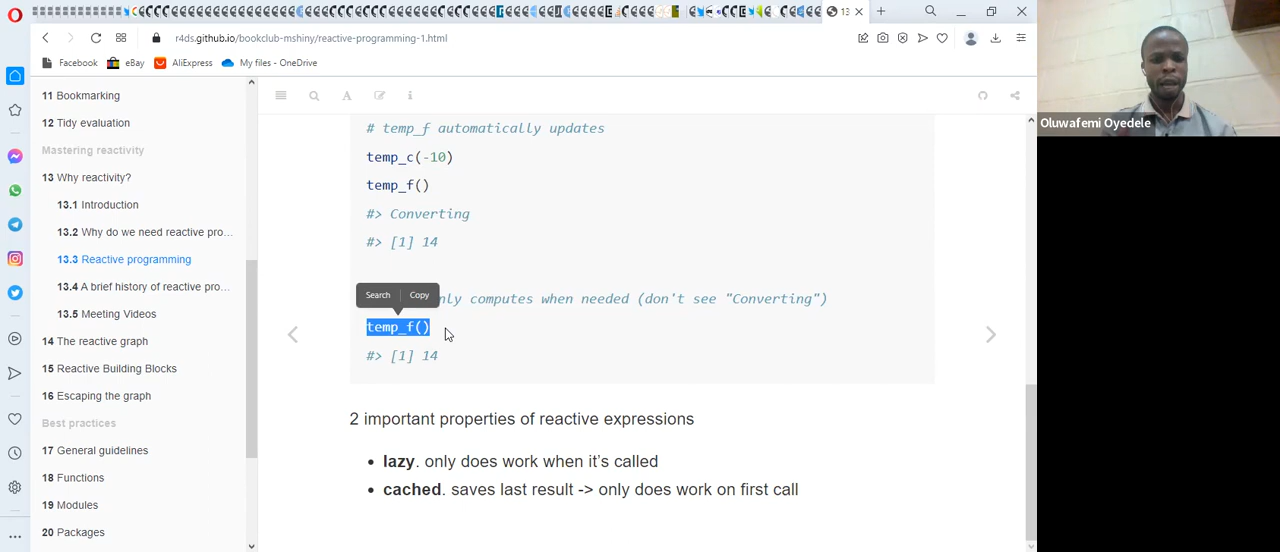 13
r4ds.github.io/bookclub-mshiny/reactive-programming-1.html
Facebook
eBay
AliExpress
My files - OneDrive
11 Bookmarking
12 Tidy evaluation
Mastering reactivity
13 Why reactivity?
13.1 Introduction
13.2 Why do we need reactive pro...
13.3 Reactive programming
13.4 A brief history of reactive pro...
13.5 Meeting Videos
14 The reactive graph
15 Reactive Building Blocks
16 Escaping the graph
Best practices
17 General guidelines
18 Functions
19 Modules
20 Packages
# temp_f automatically updates
temp_c(-10)
temp_f()
#> Converting
#> [1] 14
Search Copy
only computes when needed (don't see "Converting")
temp_f()
#> [1] 14
2 important properties of reactive expressions
• lazy. only does work when it's called
• cached. saves last result -> only does work on first call
Oluwafemi Oyedele